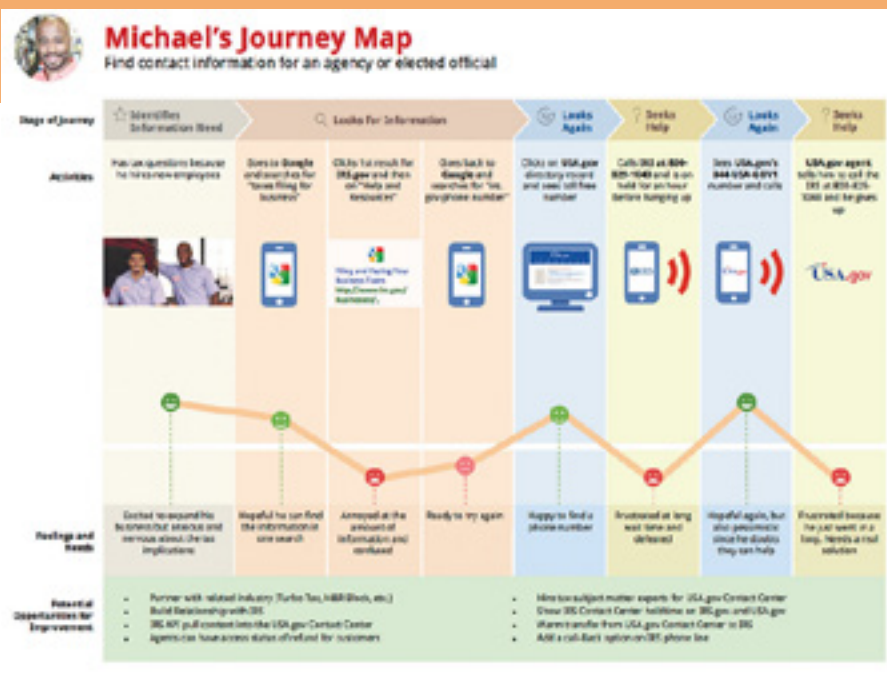 Michael's Journey Map
Find contact information for an agency or elected official
Stage of Journey
Identifies
Information Need
Looks for Information
Looks
Again
Seeks
Help
Looks
Again
Seeks
Help
Activities
Has tax questions because
he hires new employees
Goes to Google
and searches for
"taxes filing for
business"
Clicks 1st result for
IRS.gov and then
on "Help and
Resources"
Goes back to
Google and
searches for "irs.
gov phone number"
Clicks on USA.gov
directory record
and sees toll free
number
Calls IRS at 800-
829-1040 and is on
hold for an hour
before hanging up
Sees USA.gov's
844-USA-GOV1
number and calls
USA.gov agent
tells him to call the
IRS at 800-829-
1040 and he gives
up
Filing and Paying Your
Business Taxes
USA.gov
Feelings and
Needs
Excited to expand his
business but anxious and
nervous about the tax
implications
Hopeful he can find
the information in
one search
Annoyed at the
amount of
information and
confused
Ready to try again
Happy to find a
phone number
Frustrated at long
wait time and
defeated
Hopeful again, but
also pessimistic
since he doubts
they can help
Frustrated because
he just went in a
loop. Needs a real
solution
Potential
Opportunities for
Improvement
• Partner with related industry (Turbo Tax, H&R Block, etc.)
• Build Relationship with IRS
• IRS API pull content into the USA.gov Contact Center
• Agents can have access status of refund for customers
• Hire tax subject matter experts for USA.gov Contact Center
• Show IRS Contact Center hold time on IRS.gov and USA.gov
• Warm transfer from USA.gov Contact Center to IRS
• Add a call-Back option on IRS phone line